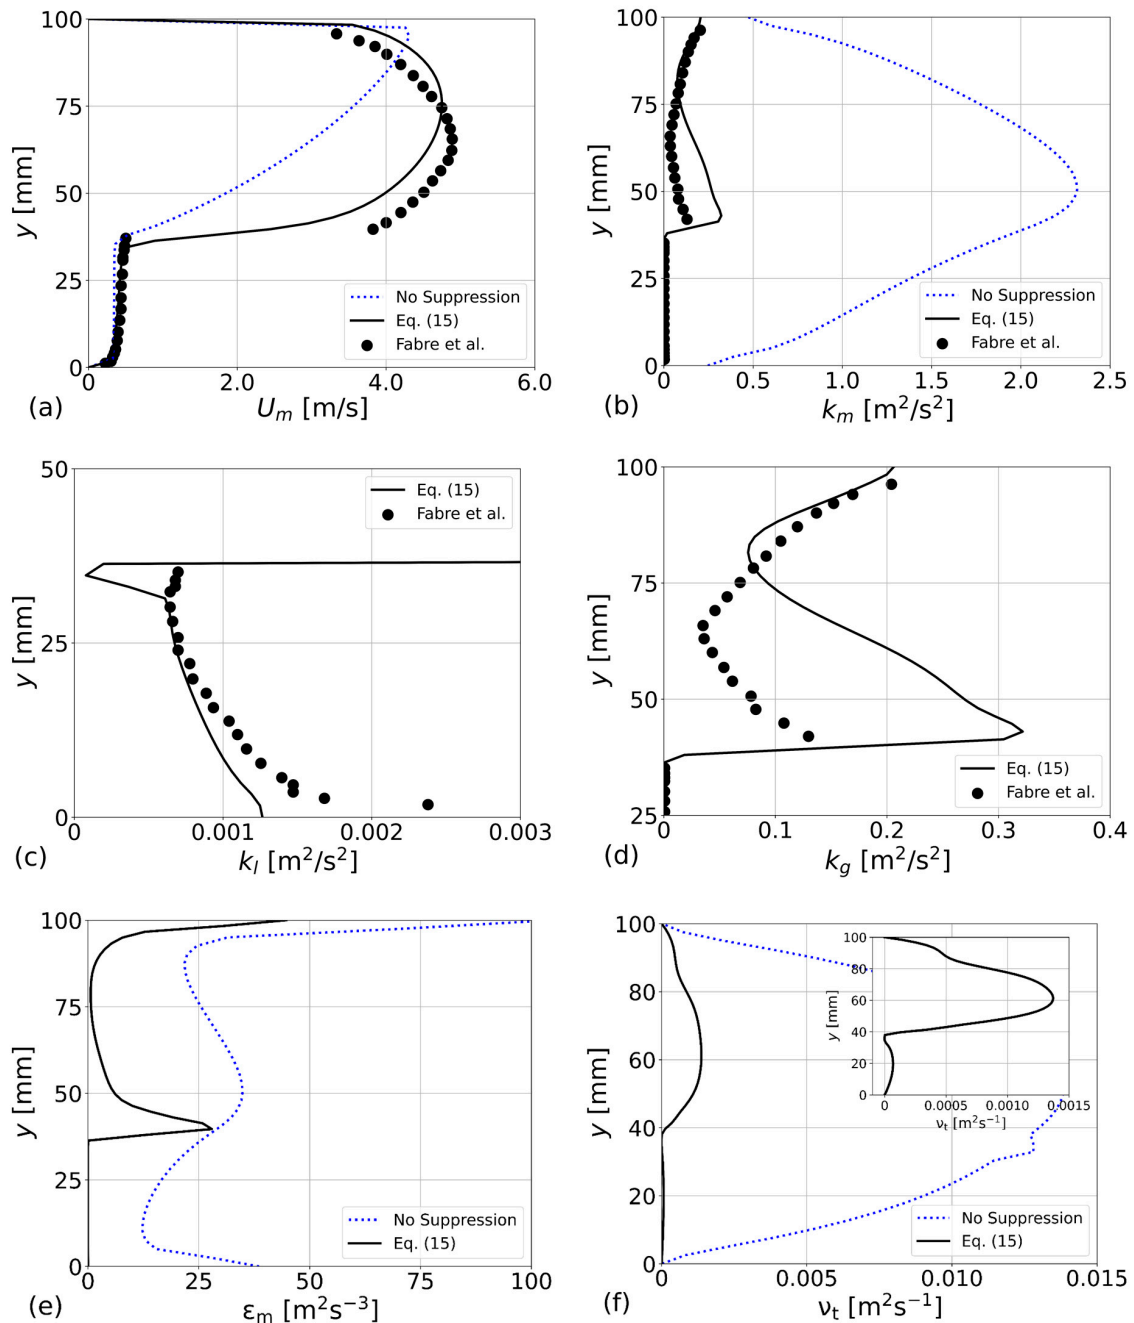 100
75
50
25
0
y [mm]
0
2.0
4.0
6.0
U_m [m/s]
(a)
No Suppression
Eq. (15)
Fabre et al.
100
75
50
25
0
y [mm]
0
0.5
1.0
1.5
2.0
2.5
k_m [m²/s²]
(b)
No Suppression
Eq. (15)
Fabre et al.
50
25
0
y [mm]
0
0.001
0.002
0.003
k_l [m²/s²]
(c)
Eq. (15)
Fabre et al.
100
75
50
25
y [mm]
0
0.1
0.2
0.3
0.4
k_g [m²/s²]
(d)
Eq. (15)
Fabre et al.
100
75
50
25
0
y [mm]
0
25
50
75
100
ε_m [m²s⁻³]
(e)
No Suppression
Eq. (15)
100
80
60
40
20
0
y [mm]
0
0.005
0.010
0.015
ν_t [m²s⁻¹]
(f)
100
80
60
40
20
0
y [mm]
0
0.0005
0.0010
0.0015
ν_t [m²s⁻¹]
No Suppression
Eq. (15)